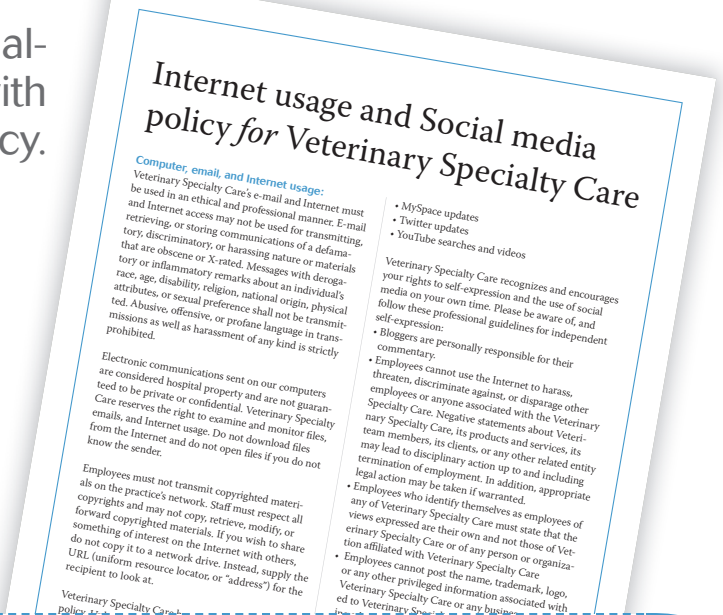 al-
ith
cy.
Internet usage and Social media
policy for Veterinary Specialty Care
Computer, email, and Internet usage:
Veterinary Specialty Care's e-mail and Internet must
be used in an ethical and professional manner. E-mail
and Internet access may not be used for transmitting,
retrieving, or storing communications of a defama-
tory, discriminatory, or harassing nature or materials
that are obscene or X-rated. Messages with deroga-
tory or inflammatory remarks about an individual's
race, age, disability, religion, national origin, physical
attributes, or sexual preference shall not be transmit-
ted. Abusive, offensive, or profane language in trans-
missions as well as harassment of any kind is strictly
prohibited.
Electronic communications sent on our computers
are considered hospital property and are not guaran-
teed to be private or confidential. Veterinary Specialty
Care reserves the right to examine and monitor files,
emails, and Internet usage. Do not download files
from the Internet and do not open files if you do not
know the sender.
Employees must not transmit copyrighted materi-
als on the practice's network. Staff must respect all
copyrights and may not copy, retrieve, modify, or
forward copyrighted materials. If you wish to share
something of interest on the Internet with others,
do not copy it to a network drive. Instead, supply the
URL (uniform resource locator, or "address") for the
recipient to look at.
Veterinary Specialty Care
policy.
• MySpace updates
• Twitter updates
• YouTube searches and videos
Veterinary Specialty Care recognizes and encourages
your rights to self-expression and the use of social
media on your own time. Please be aware of, and
follow these professional guidelines for independent
self-expression:
• Bloggers are personally responsible for their
commentary.
• Employees cannot use the Internet to harass,
threaten, discriminate against, or disparage other
employees or anyone associated with the Veterinary
Specialty Care. Negative statements about Veteri-
nary Specialty Care, its products and services, its
team members, its clients, or any other related entity
may lead to disciplinary action up to and including
termination of employment. In addition, appropriate
legal action may be taken if warranted.
• Employees who identify themselves as employees of
any of Veterinary Specialty Care must state that the
views expressed are their own and not those of Vet-
erinary Specialty Care or of any person or organiza-
tion affiliated with Veterinary Specialty Care
• Employees cannot post the name, trademark, logo,
or any other privileged information associated with
Veterinary Specialty Care or any business
ed to Veterinary